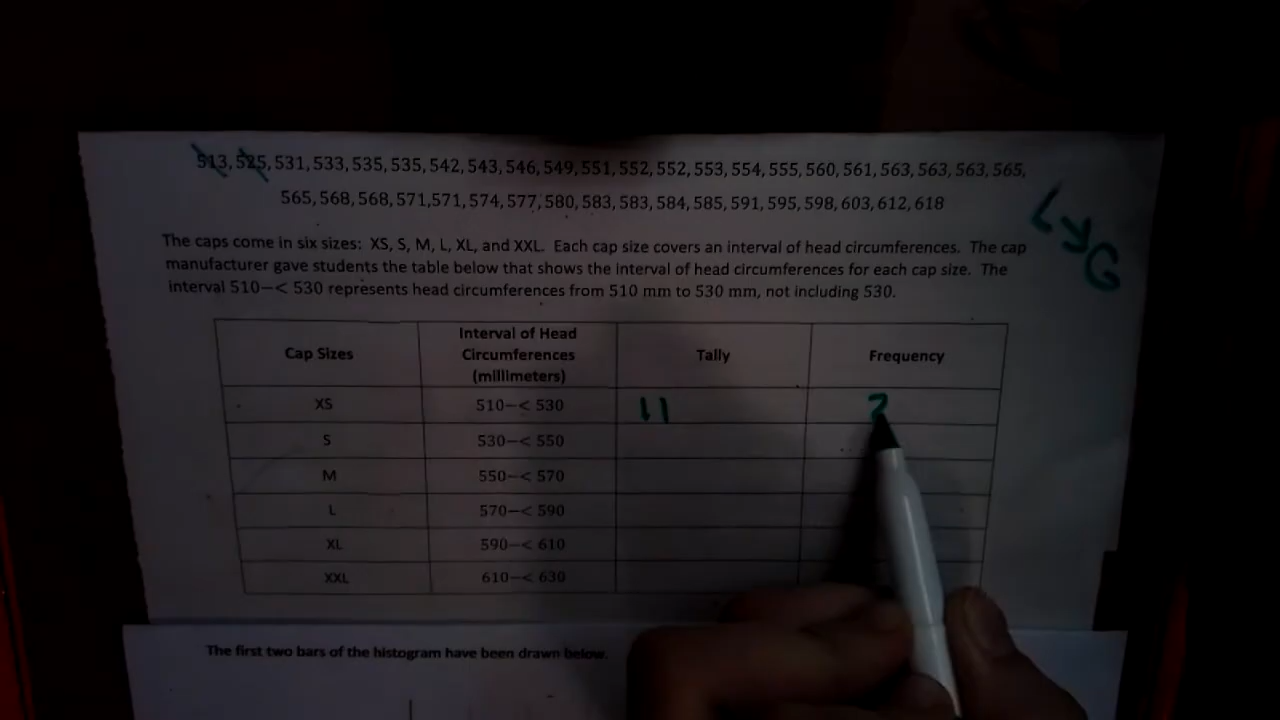 513, 525, 531, 533, 535, 535, 542, 543, 546, 549, 551, 552, 552, 553, 554, 555, 560, 561, 563, 563, 563, 565,
565, 568, 568, 571, 571, 574, 577, 580, 583, 583, 584, 585, 591, 595, 598, 603, 612, 618
The caps come in six sizes: XS, S, M, L, XL, and XXL. Each cap size covers an interval of head circumferences. The cap
manufacturer gave students the table below that shows the interval of head circumferences for each cap size. The
interval 510−< 530 represents head circumferences from 510 mm to 530 mm, not including 530.
Cap Sizes
Interval of Head
Circumferences
(millimeters)
Tally
Frequency
XS 510−< 530 11 2
S 530−< 550
M 550−< 570
L 570−< 590
XL 590−< 610
XXL 610−< 630
The first two bars of the histogram have been drawn below.